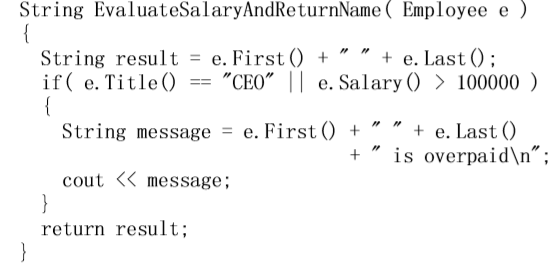 String EvaluateSalaryAndReturnName( Employee e )
{
  String result = e.First() + " " + e.Last();
  if( e.Title() == "CEO" || e.Salary() > 100000 )
  {
    String message = e.First() + " " + e.Last()
                               + " is overpaid\n";
    cout << message;
  }
  return result;
}